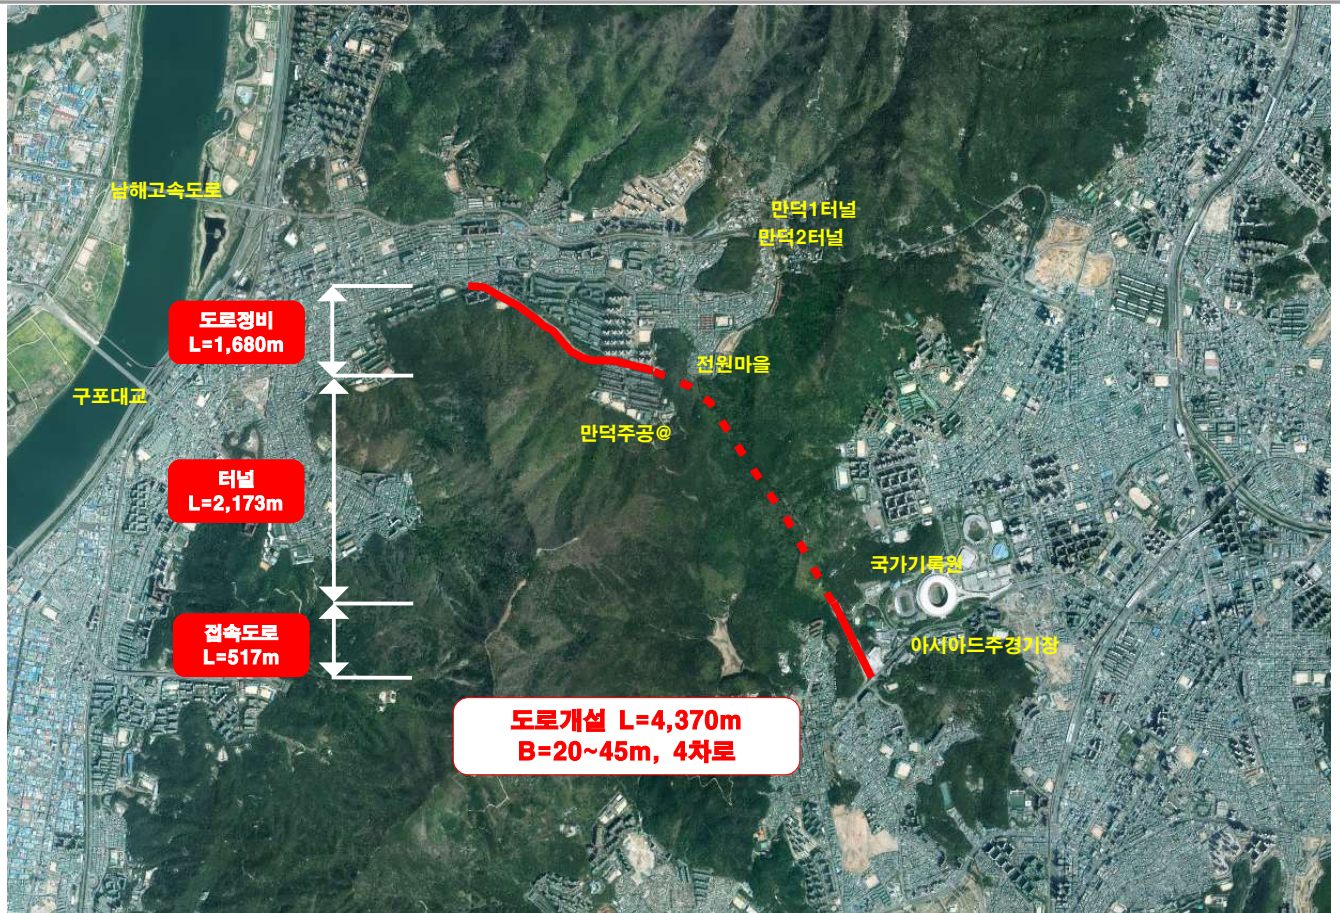 남해고속도로
만덕1터널
만덕2터널
도로정비
L=1,680m
전원마을
구포대교
만덕주공@
터널
L=2,173m
국가기록원
접속도로
L=517m
아시아드주경기장
도로개설 L=4,370m
B=20~45m, 4차로